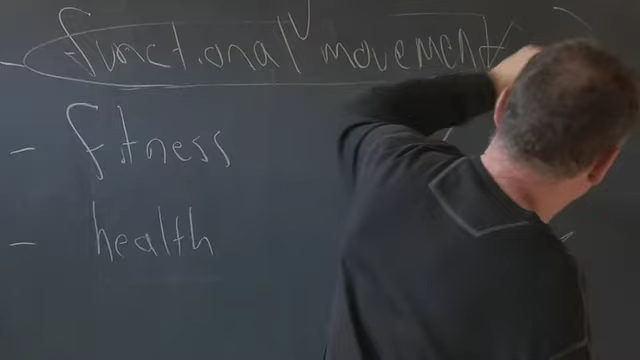 functional movement
- fitness
- health